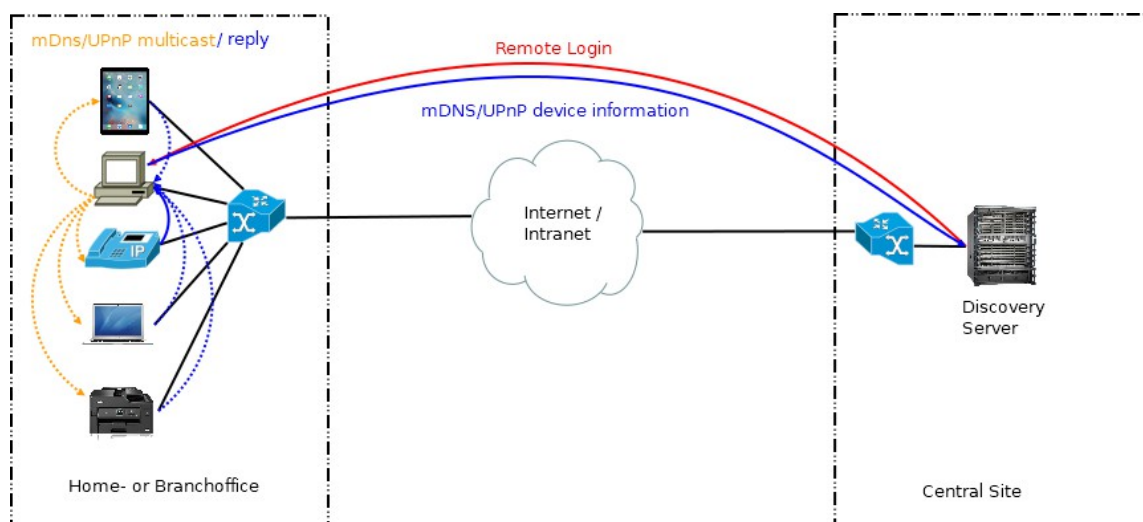 mDns/UPnP multicast/ reply
Remote Login
mDNS/UPnP device information
IP
Internet /
Intranet
Discovery
Server
Home- or Branchoffice
Central Site